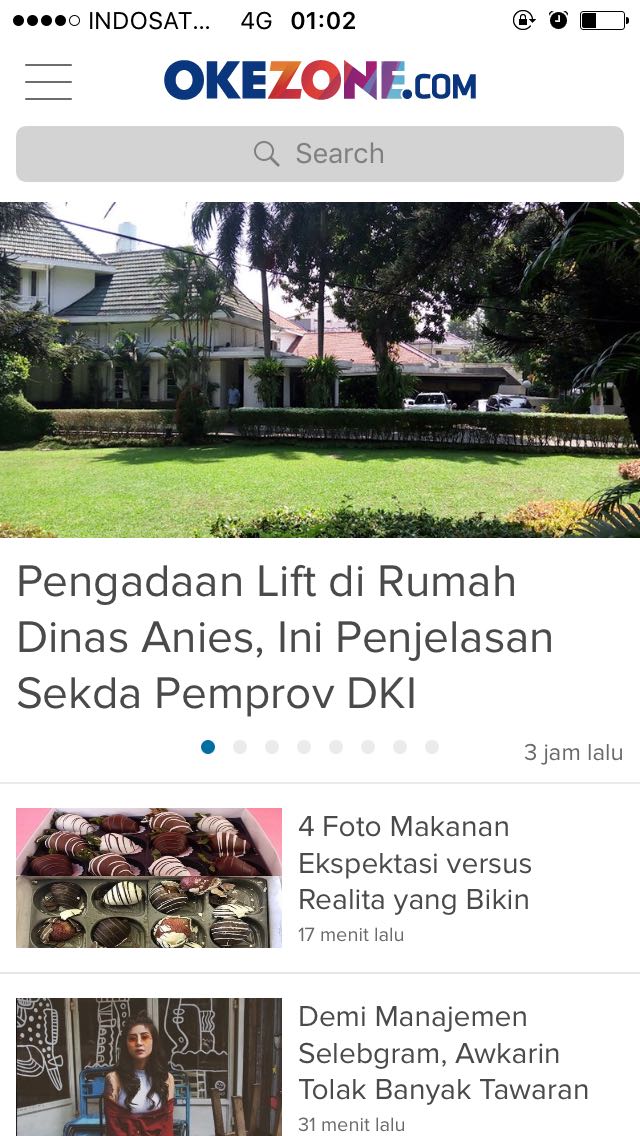 INDOSAT... 4G 01:02
OKEZONE.COM
Search
Pengadaan Lift di Rumah
Dinas Anies, Ini Penjelasan
Sekda Pemprov DKI
3 jam lalu
4 Foto Makanan
Ekspektasi versus
Realita yang Bikin
17 menit lalu
Demi Manajemen
Selebgram, Awkarin
Tolak Banyak Tawaran
31 menit lalu